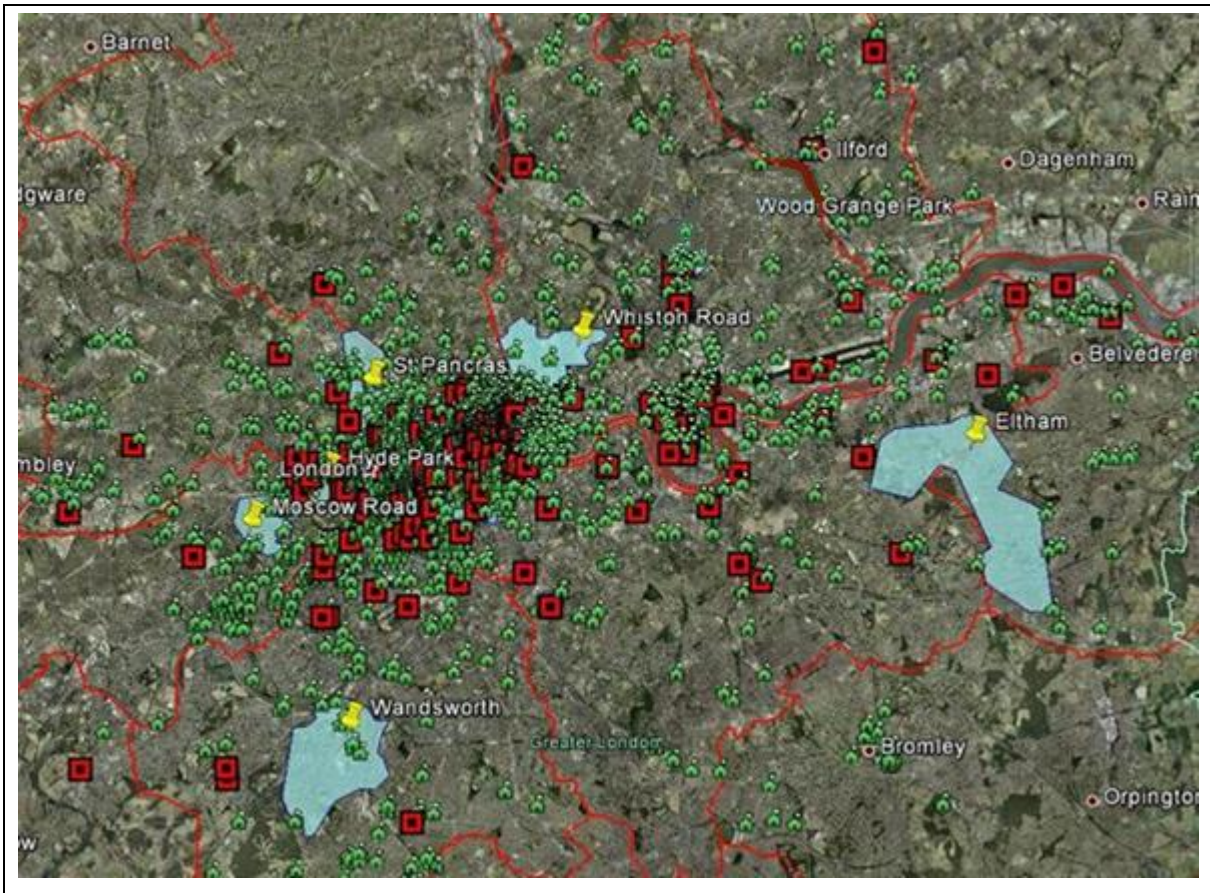 Barnet
Ilford
Dagenham
dgware
Wood Grange Park
Rain
Whiston Road
St Pancras
Belvedere
Eltham
mbley
Hyde Park
London
Moscow Road
Wandsworth
Greater London
Bromley
Orpington
ow